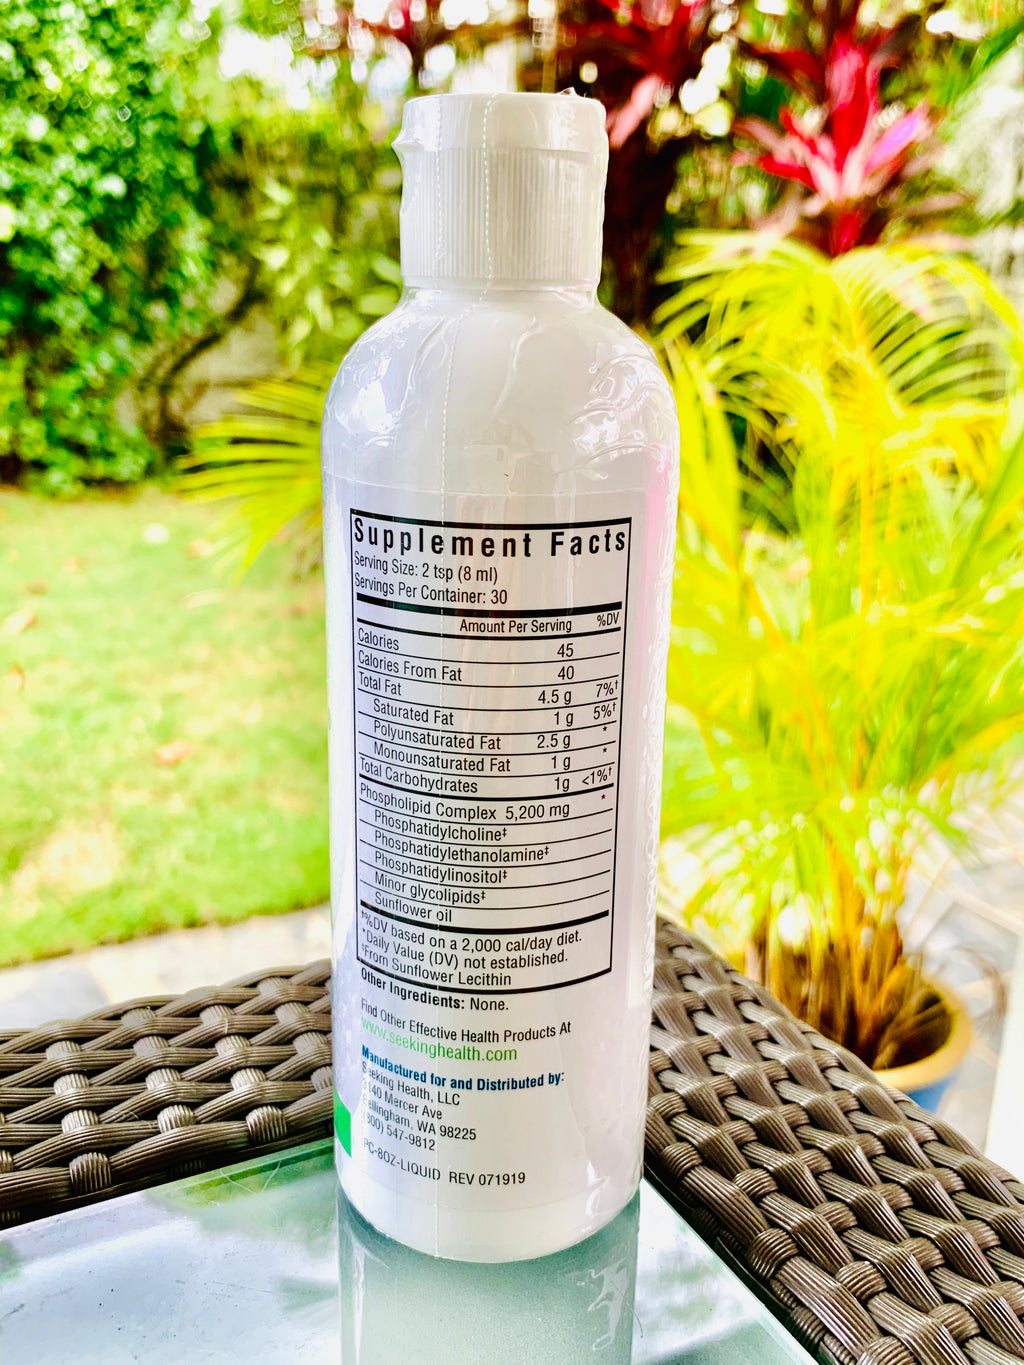 Supplement Facts
Serving Size: 2 tsp (8 ml)
Servings Per Container: 30
Amount Per Serving %DV
Calories 45
Calories From Fat 40
Total Fat 4.5 g 7%†
Saturated Fat 1 g 5%†
Polyunsaturated Fat 2.5 g *
Monounsaturated Fat 1 g *
Total Carbohydrates 1g <1%†
Phospholipid Complex 5,200 mg *
Phosphatidylcholine‡
Phosphatidylethanolamine‡
Phosphatidylinositol‡
Minor glycolipids‡
Sunflower oil
†%DV based on a 2,000 cal/day diet.
*Daily Value (DV) not established.
‡From Sunflower Lecithin
Other Ingredients: None.
Find Other Effective Health Products At
www.seekinghealth.com
Manufactured for and Distributed by:
Seeking Health, LLC
3140 Mercer Ave
Bellingham, WA 98225
(800) 547-9812
PC-8OZ-LIQUID REV 071919